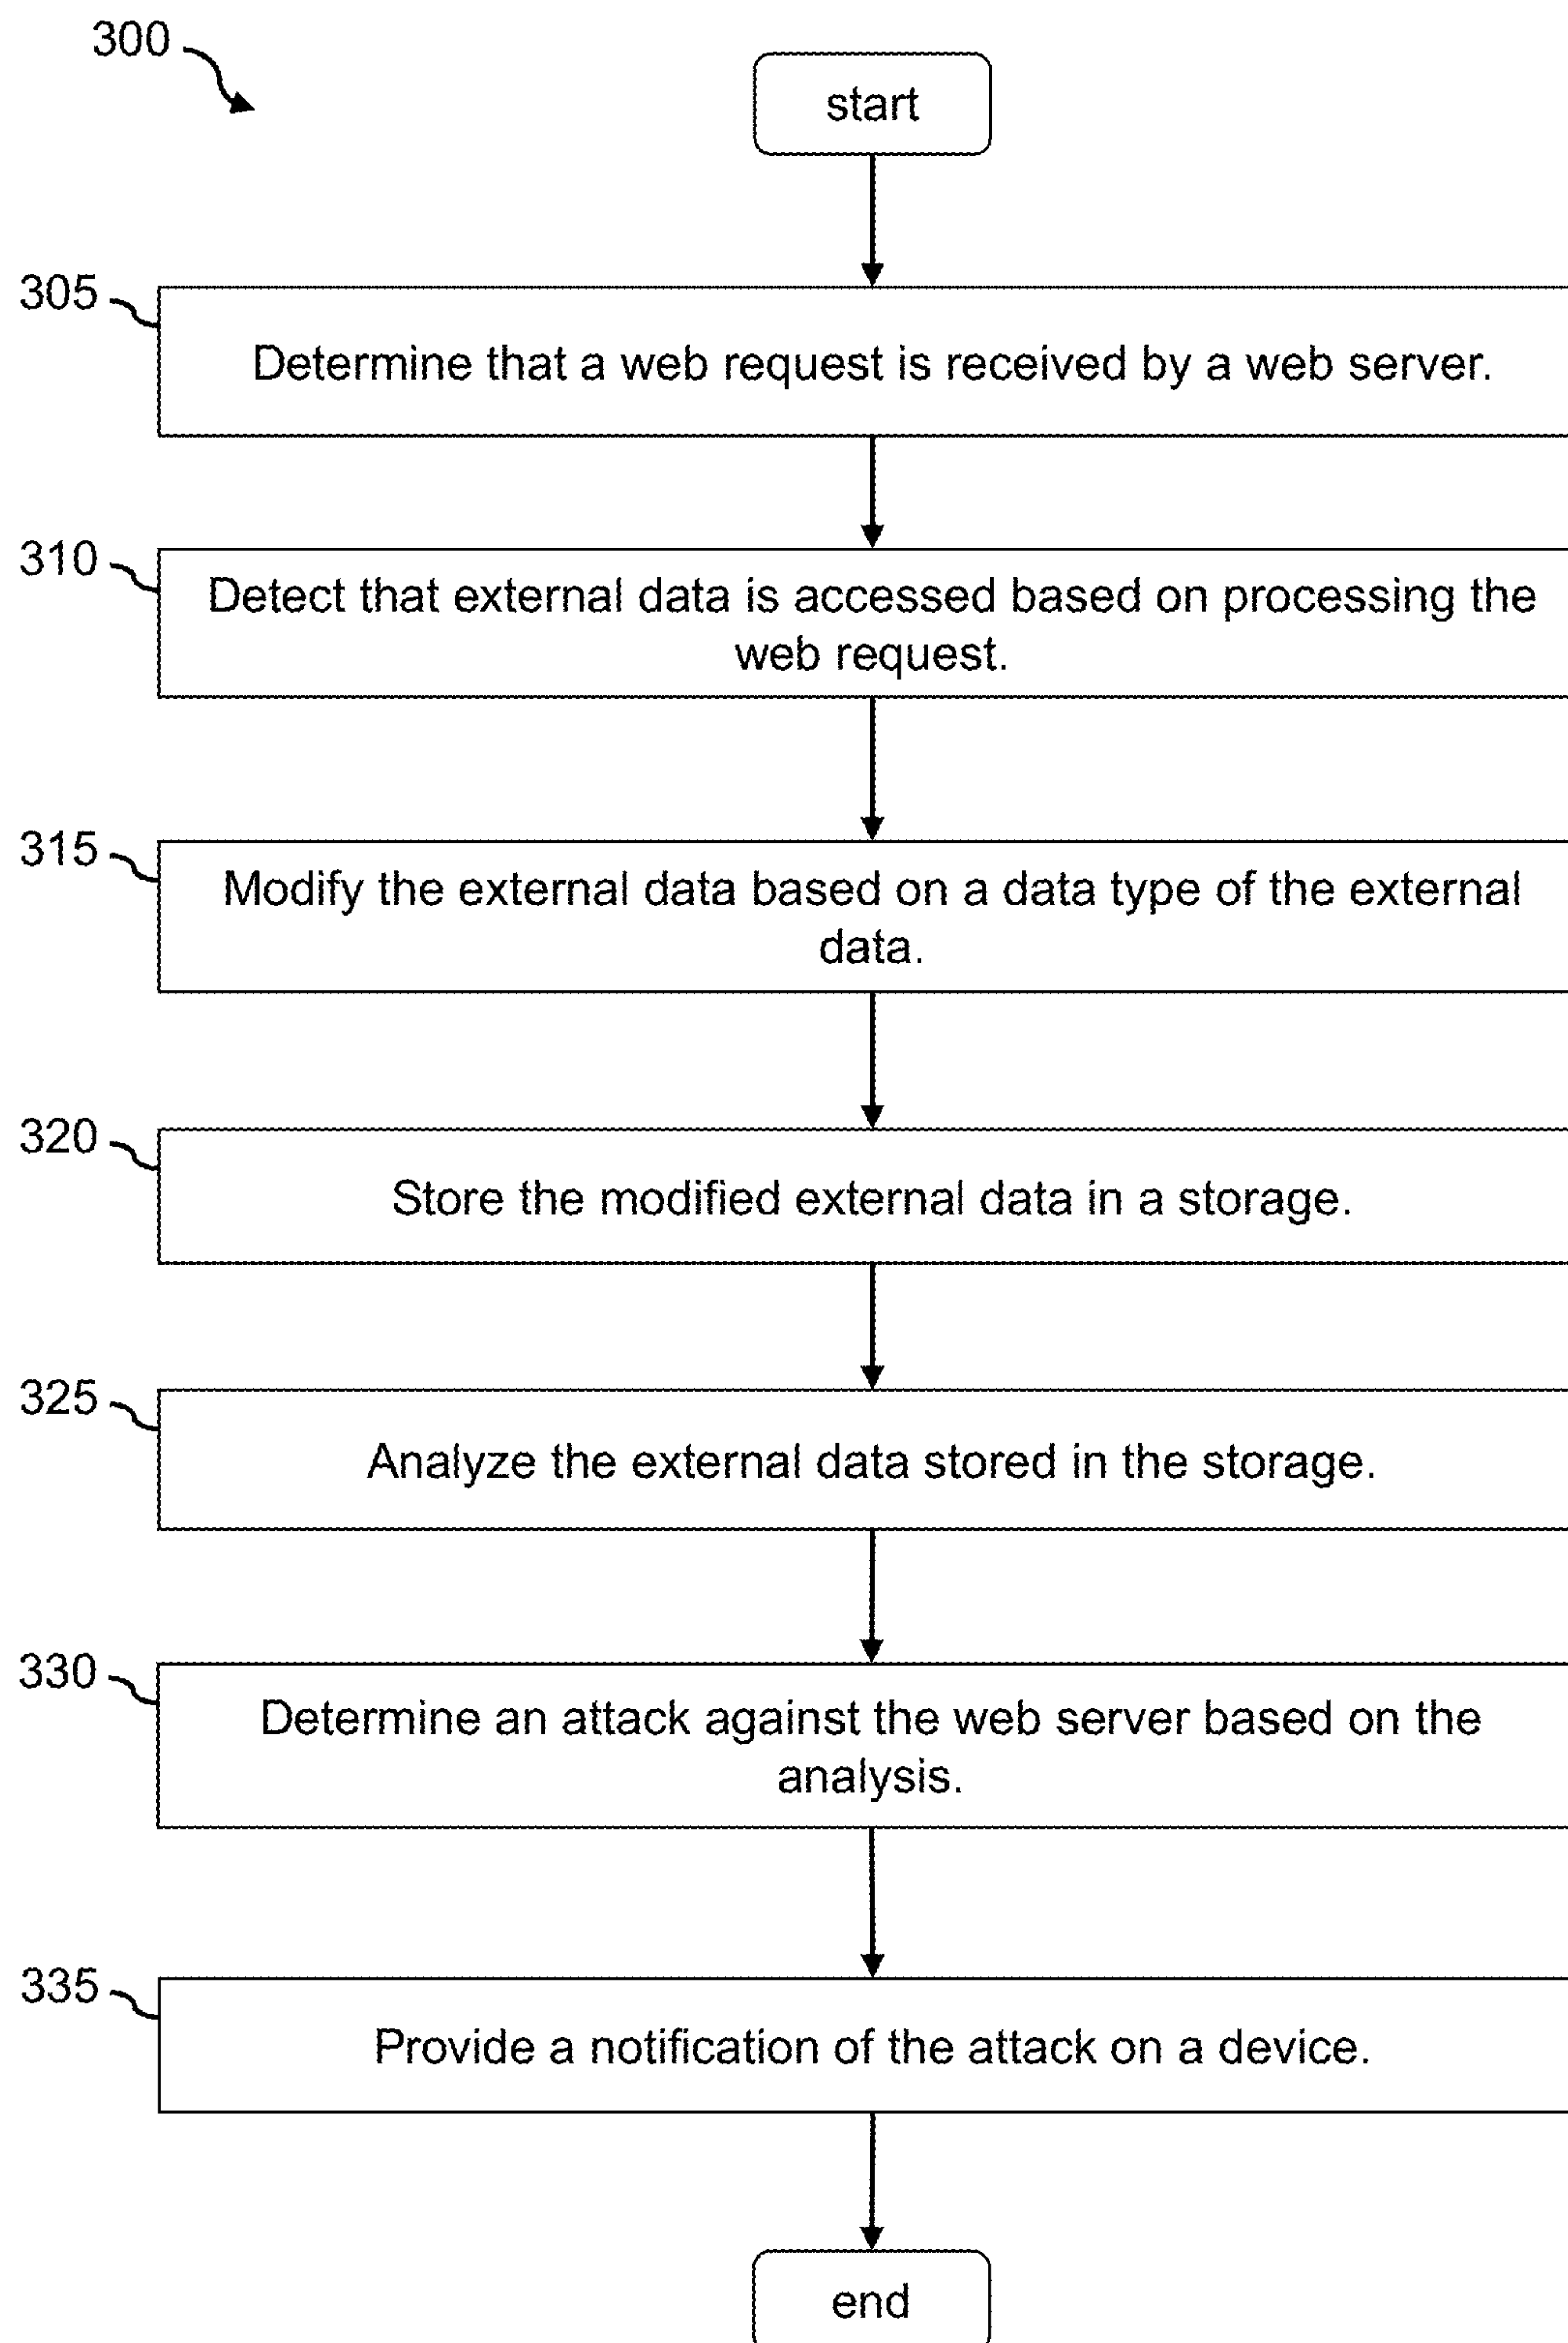 300
start
305
Determine that a web request is received by a web server.
310
Detect that external data is accessed based on processing the
web request.
315
Modify the external data based on a data type of the external
data.
320
Store the modified external data in a storage.
325
Analyze the external data stored in the storage.
330
Determine an attack against the web server based on the
analysis.
335
Provide a notification of the attack on a device.
end